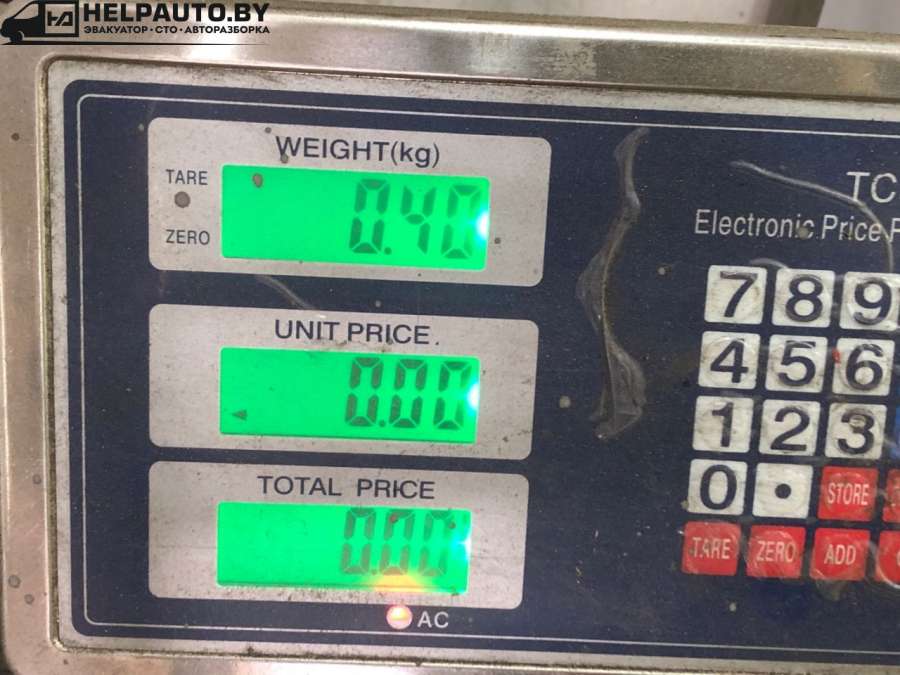 HELPAUTO.BY
ЭВАКУАТОР • СТО • АВТОРАЗБОРКА
WEIGHT(kg)
TARE
0.40
ZERO
UNIT PRICE
0.00
TOTAL PRICE
0.00
AC
TC
Electronic Price
7 8 9
4 5 6
1 2 3
0 • STORE
TARE ZERO ADD